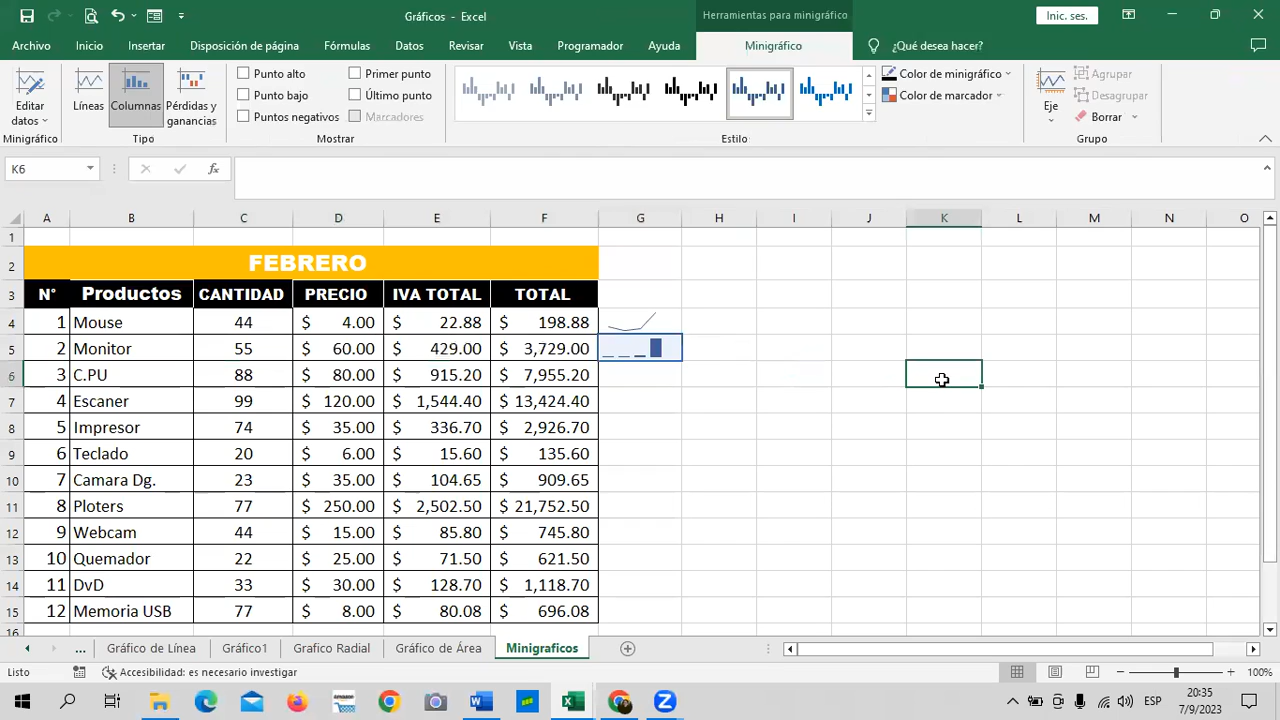 Gráficos - Excel
Herramientas para minigráfico
Inic. ses.
Archivo Inicio Insertar Disposición de página Fórmulas Datos Revisar Vista Programador Ayuda Minigráfico ¿Qué desea hacer?
Editar datos
Líneas
Columnas
Pérdidas y ganancias
Punto alto
Punto bajo
Puntos negativos
Primer punto
Último punto
Marcadores
Color de minigráfico
Color de marcador
Eje
Agrupar
Desagrupar
Borrar
Minigráfico Tipo Mostrar Estilo Grupo
K6
fx
A B C D E F G H I J K L M N O
1
2 FEBRERO
3 N° Productos CANTIDAD PRECIO IVA TOTAL TOTAL
4 1 Mouse 44 $ 4.00 $ 22.88 $ 198.88
5 2 Monitor 55 $ 60.00 $ 429.00 $ 3,729.00
6 3 C.PU 88 $ 80.00 $ 915.20 $ 7,955.20
7 4 Escaner 99 $ 120.00 $ 1,544.40 $ 13,424.40
8 5 Impresor 74 $ 35.00 $ 336.70 $ 2,926.70
9 6 Teclado 20 $ 6.00 $ 15.60 $ 135.60
10 7 Camara Dg. 23 $ 35.00 $ 104.65 $ 909.65
11 8 Ploters 77 $ 250.00 $ 2,502.50 $ 21,752.50
12 9 Webcam 44 $ 15.00 $ 85.80 $ 745.80
13 10 Quemador 22 $ 25.00 $ 71.50 $ 621.50
14 11 DvD 33 $ 30.00 $ 128.70 $ 1,118.70
15 12 Memoria USB 77 $ 8.00 $ 80.08 $ 696.08
16
... Gráfico de Línea Gráfico1 Grafico Radial Gráfico de Área Minigraficos
Listo Accesibilidad: es necesario investigar 100%
ESP 20:35
7/9/2023